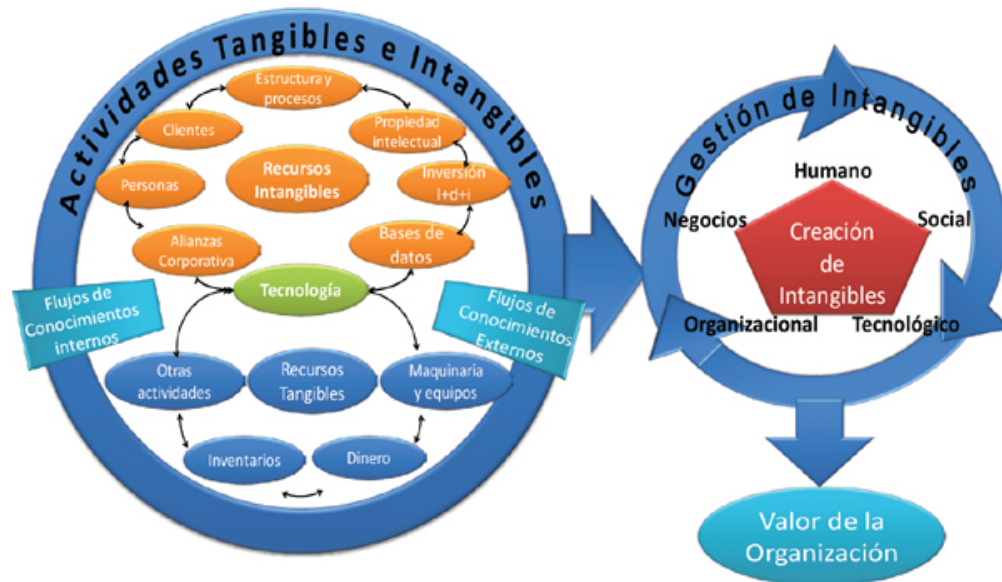 Actividades Tangibles e Intangibles
Estructura y
procesos
Clientes
Propiedad
intelectual
Personas
Recursos
Intangibles
Inversión
I+d+i
Alianzas
Corporativa
Bases de
datos
Tecnología
Flujos de
Conocimientos
internos
Flujos de
Conocimientos
Externos
Otras
actividades
Recursos
Tangibles
Maquinaria
y equipos
Inventarios
Dinero
Gestión de Intangibles
Humano
Negocios
Social
Creación
de
Intangibles
Organizacional
Tecnológico
Valor de la
Organización